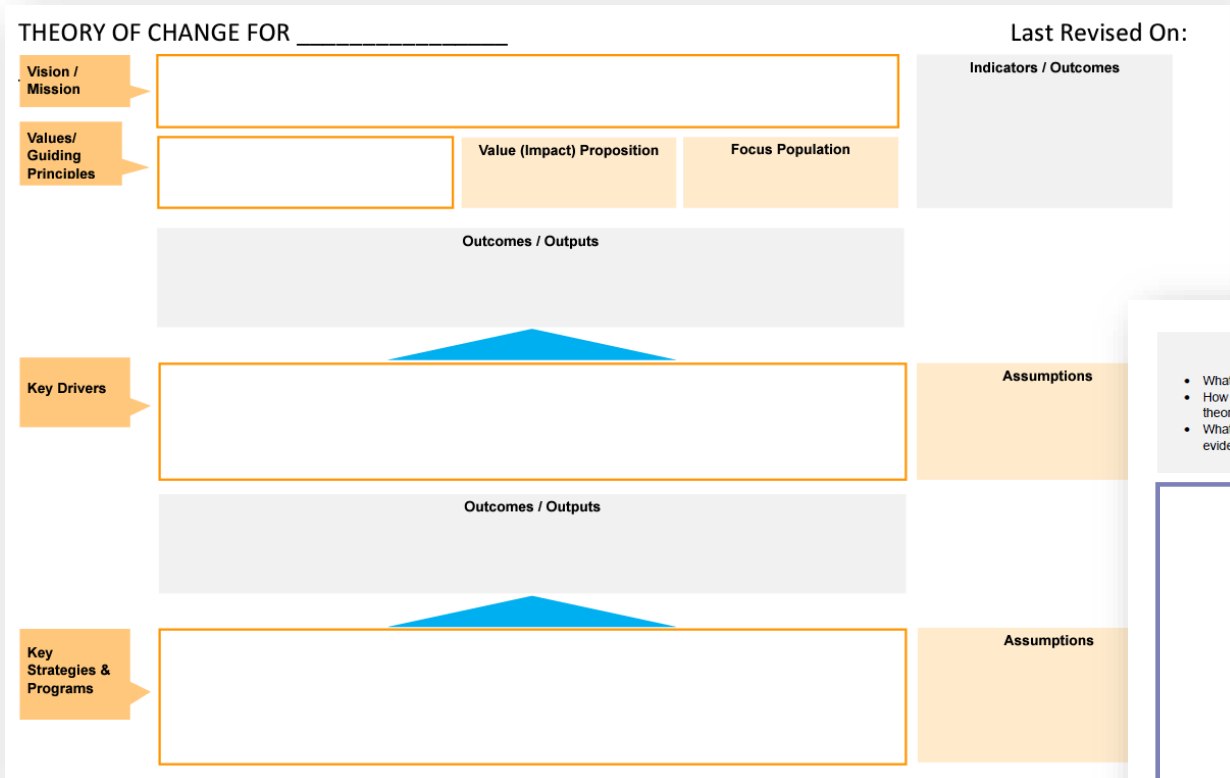 THEORY OF CHANGE FOR ________________
Last Revised On:
Vision /
Mission
Indicators / Outcomes
Values/
Guiding
Principles
Value (Impact) Proposition
Focus Population
Outcomes / Outputs
Key Drivers
Assumptions
How
Outcomes / Outputs
Key
Strategies &
Programs
Assumptions